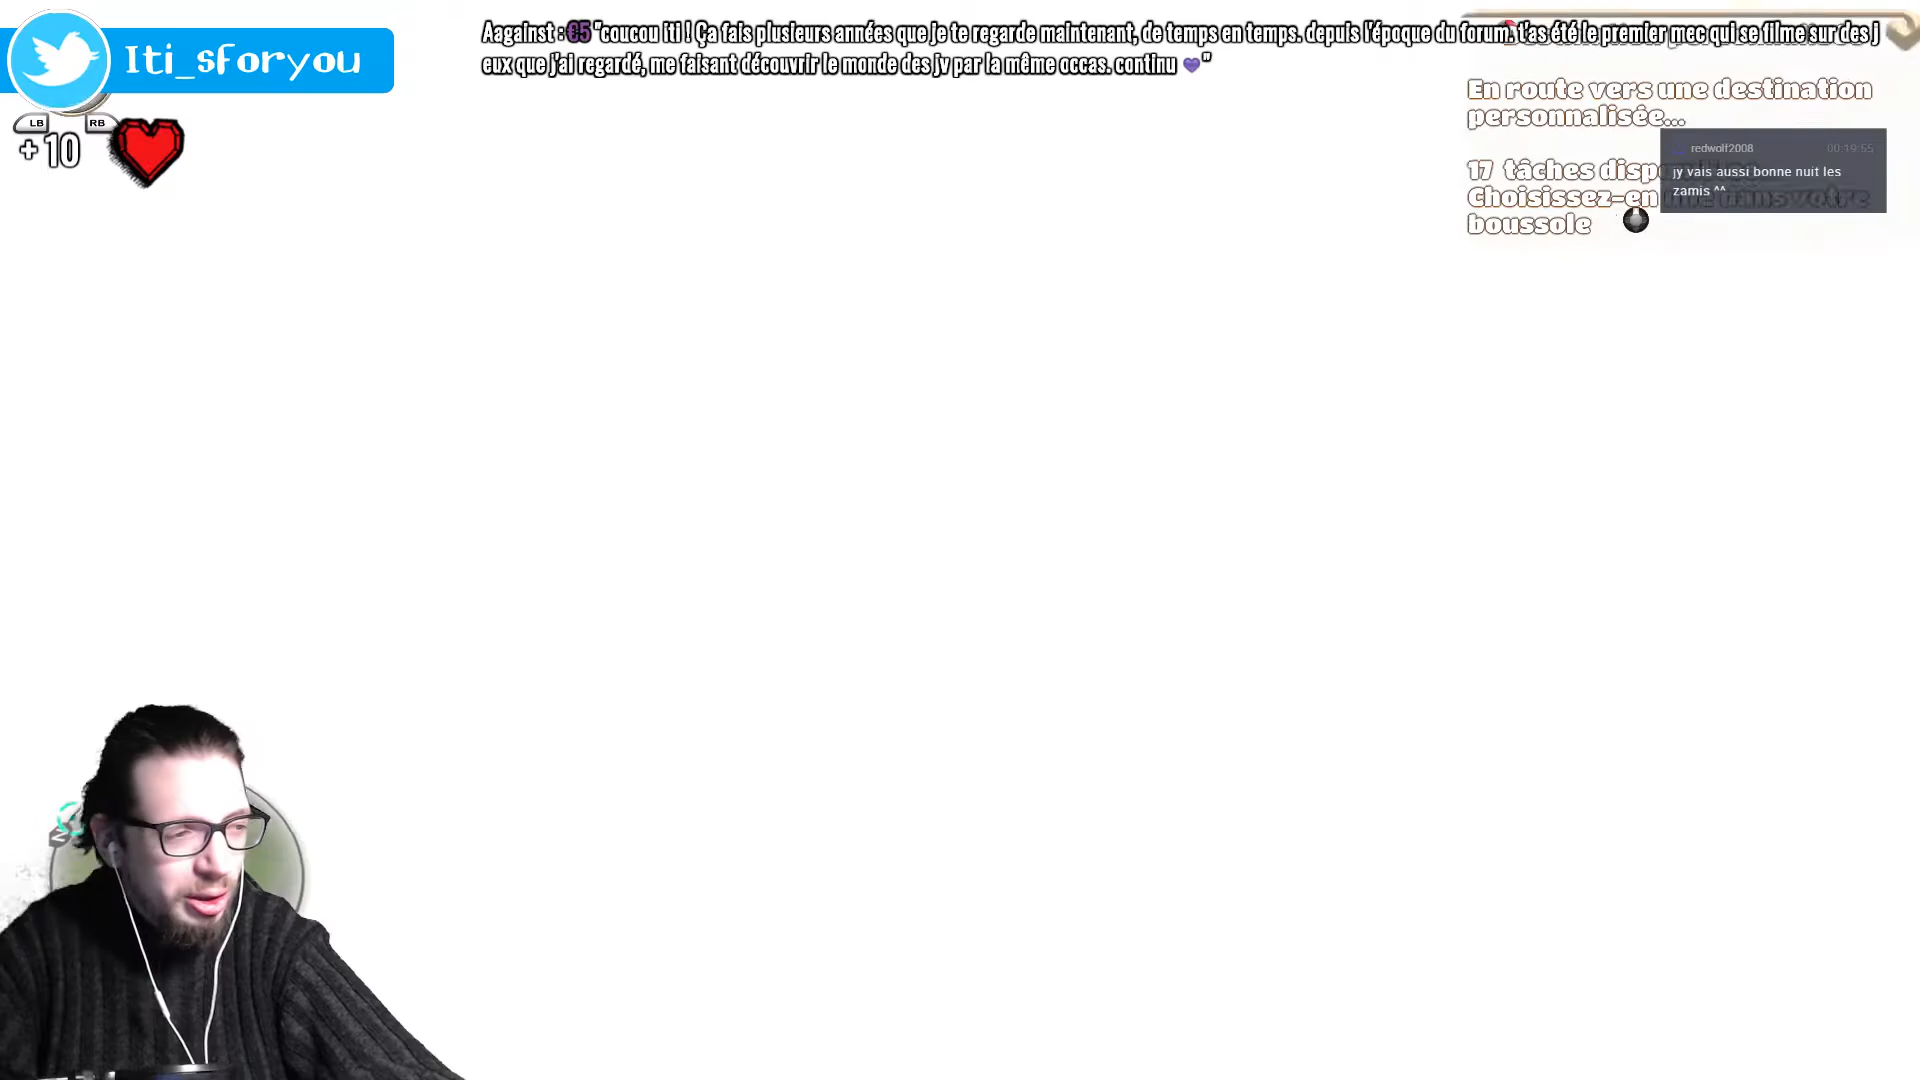 Iti_sforyou
Aagainst : €5 "coucou iti ! Ça fais plusieurs années que je te regarde maintenant, de temps en temps. depuis l'époque du forum. t'as été le premier mec qui se filme sur des j
eux que j'ai regardé, me faisant découvrir le monde des jv par la même occas. continu 💜"
LB RB
+10
En route vers une destination
personnalisée...
redwolf2008 00:19:55
jy vais aussi bonne nuit les
zamis ^^
17 tâches
Choisissez-en
boussole
N